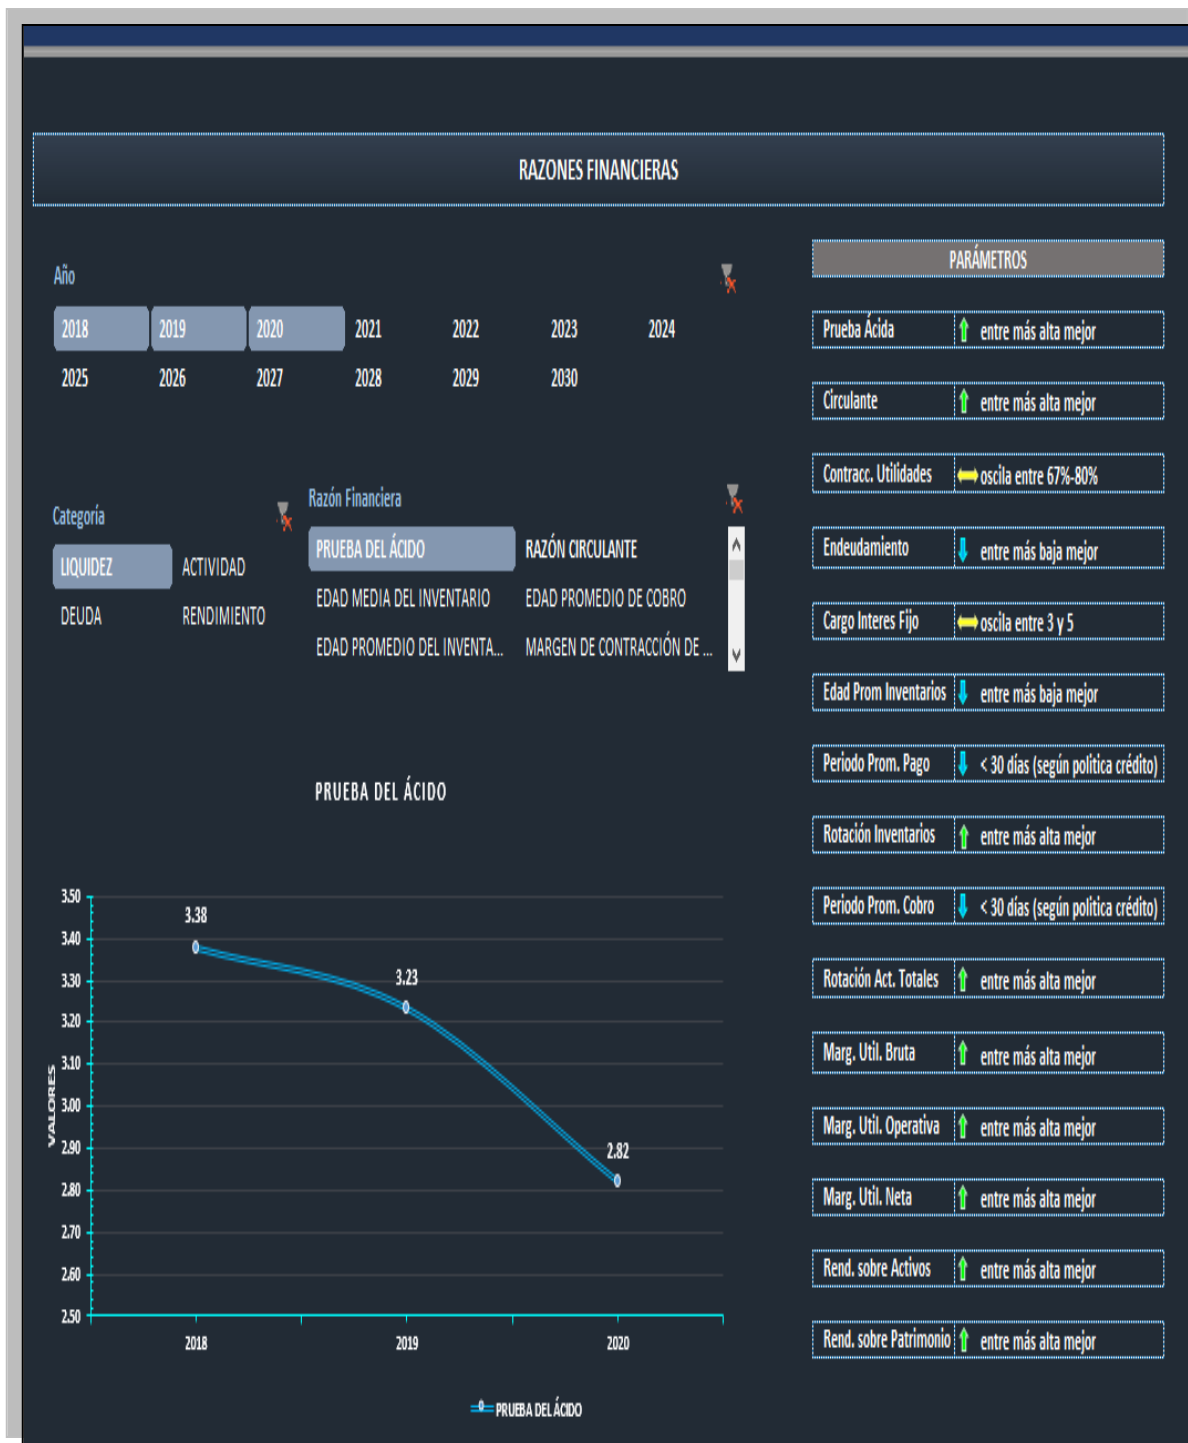 RAZONES FINANCIERAS
Año
2018 2019 2020 2021 2022 2023 2024
2025 2026 2027 2028 2029 2030
Categoría
LIQUIDEZ ACTIVIDAD
DEUDA RENDIMIENTO
Razón Financiera
PRUEBA DEL ÁCIDO RAZÓN CIRCULANTE
EDAD MEDIA DEL INVENTARIO EDAD PROMEDIO DE COBRO
EDAD PROMEDIO DEL INVENTA... MARGEN DE CONTRACCIÓN DE ...
PRUEBA DEL ÁCIDO
VALORES
3.50
3.40
3.30
3.20
3.10
3.00
2.90
2.80
2.70
2.60
2.50
3.38
3.23
2.82
2018 2019 2020
PRUEBA DEL ÁCIDO
PARÁMETROS
Prueba Ácida entre más alta mejor
Circulante entre más alta mejor
Contracc. Utilidades oscila entre 67%-80%
Endeudamiento entre más baja mejor
Cargo Interes Fijo oscila entre 3 y 5
Edad Prom Inventarios entre más baja mejor
Periodo Prom. Pago < 30 días (según politica crédito)
Rotación Inventarios entre más alta mejor
Periodo Prom. Cobro < 30 días (según politica crédito)
Rotación Act. Totales entre más alta mejor
Marg. Util. Bruta entre más alta mejor
Marg. Util. Operativa entre más alta mejor
Marg. Util. Neta entre más alta mejor
Rend. sobre Activos entre más alta mejor
Rend. sobre Patrimonio entre más alta mejor